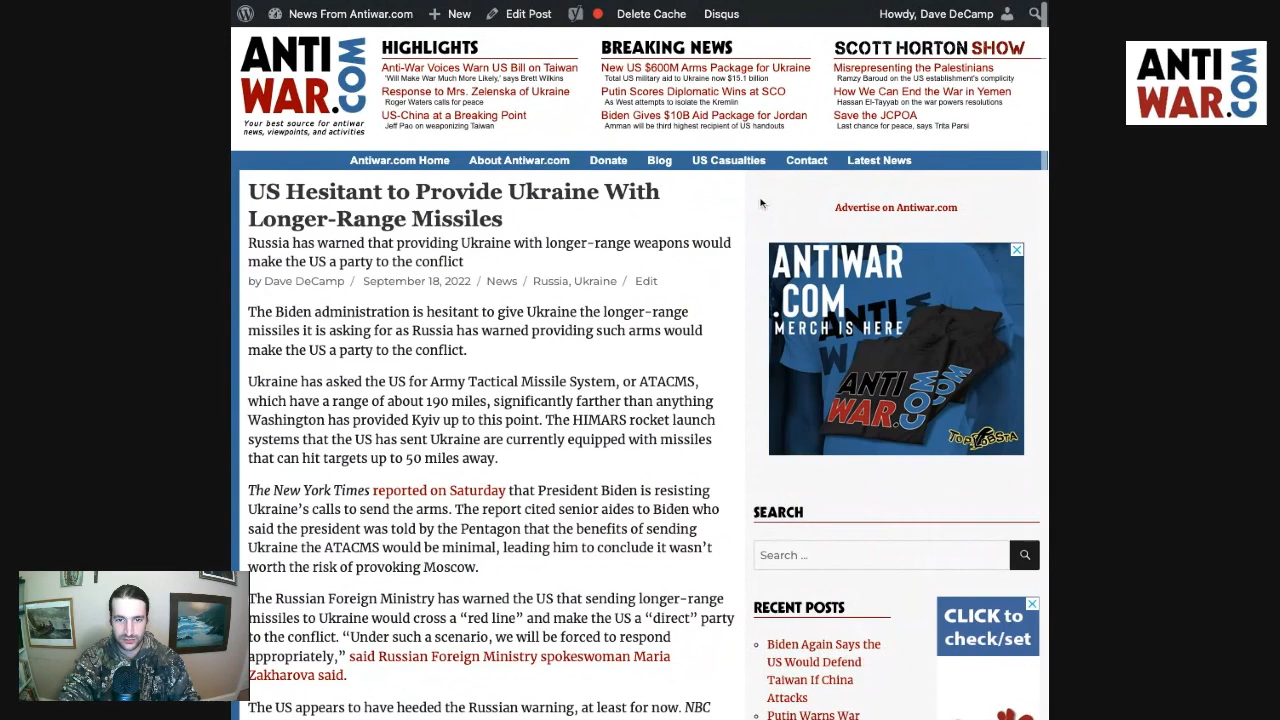 News From Antiwar.com
New
Edit Post
Delete Cache
Disqus
Howdy, Dave DeCamp
ANTI
WAR.COM
Your best source for antiwar
news, viewpoints, and activities
HIGHLIGHTS
Anti-War Voices Warn US Bill on Taiwan
'Will Make War Much More Likely,' says Brett Wilkins
Response to Mrs. Zelenska of Ukraine
Roger Waters calls for peace
US-China at a Breaking Point
Jeff Pao on weaponizing Taiwan
BREAKING NEWS
New US $600M Arms Package for Ukraine
Total US military aid to Ukraine now $15.1 billion
Putin Scores Diplomatic Wins at SCO
As West attempts to isolate the Kremlin
Biden Gives $10B Aid Package for Jordan
Amman will be third highest recipient of US handouts
SCOTT HORTON SHOW
Misrepresenting the Palestinians
Ramzy Baroud on the US establishment's complicity
How We Can End the War in Yemen
Hassan El-Tayyab on the war powers resolutions
Save the JCPOA
Last chance for peace, says Trita Parsi
ANTI
WAR.COM
Antiwar.com Home
About Antiwar.com
Donate
Blog
US Casualties
Contact
Latest News
US Hesitant to Provide Ukraine With
Longer-Range Missiles
Russia has warned that providing Ukraine with longer-range weapons would
make the US a party to the conflict
by Dave DeCamp / September 18, 2022 / News / Russia, Ukraine / Edit
The Biden administration is hesitant to give Ukraine the longer-range
missiles it is asking for as Russia has warned providing such arms would
make the US a party to the conflict.
Ukraine has asked the US for Army Tactical Missile System, or ATACMS,
which have a range of about 190 miles, significantly farther than anything
Washington has provided Kyiv up to this point. The HIMARS rocket launch
systems that the US has sent Ukraine are currently equipped with missiles
that can hit targets up to 50 miles away.
The New York Times reported on Saturday that President Biden is resisting
Ukraine's calls to send the arms. The report cited senior aides to Biden who
said the president was told by the Pentagon that the benefits of sending
Ukraine the ATACMS would be minimal, leading him to conclude it wasn't
worth the risk of provoking Moscow.
The Russian Foreign Ministry has warned the US that sending longer-range
missiles to Ukraine would cross a “red line” and make the US a “direct” party
to the conflict. “Under such a scenario, we will be forced to respond
appropriately,” said Russian Foreign Ministry spokeswoman Maria
Zakharova said.
The US appears to have heeded the Russian warning, at least for now. NBC
Advertise on Antiwar.com
ANTIWAR
.COM
MERCH IS HERE
ANTI
WAR.COM
TOPLOBSTA
SEARCH
Search ...
RECENT POSTS
Biden Again Says the
US Would Defend
Taiwan If China
Attacks
Putin Warns War
CLICK to
check/set